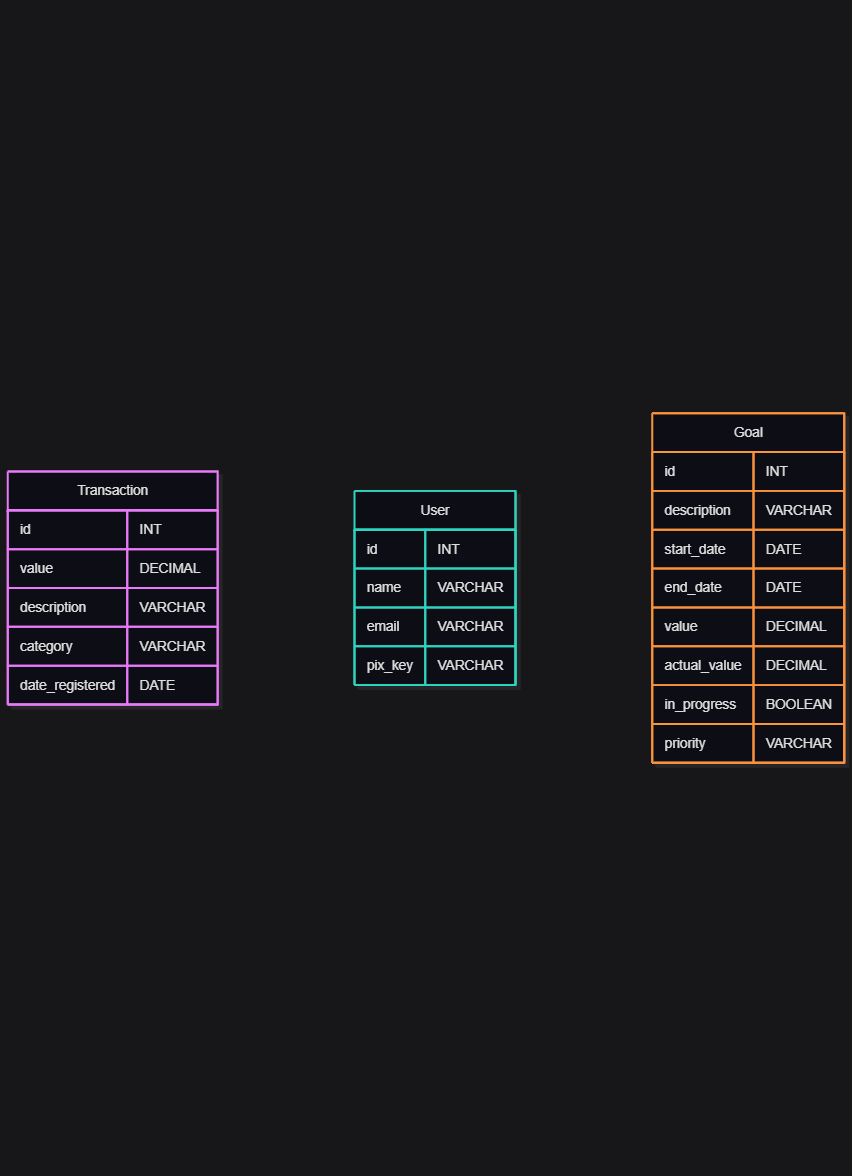 Transaction
id INT
value DECIMAL
description VARCHAR
category VARCHAR
date_registered DATE
User
id INT
name VARCHAR
email VARCHAR
pix_key VARCHAR
Goal
id INT
description VARCHAR
start_date DATE
end_date DATE
value DECIMAL
actual_value DECIMAL
in_progress BOOLEAN
priority VARCHAR